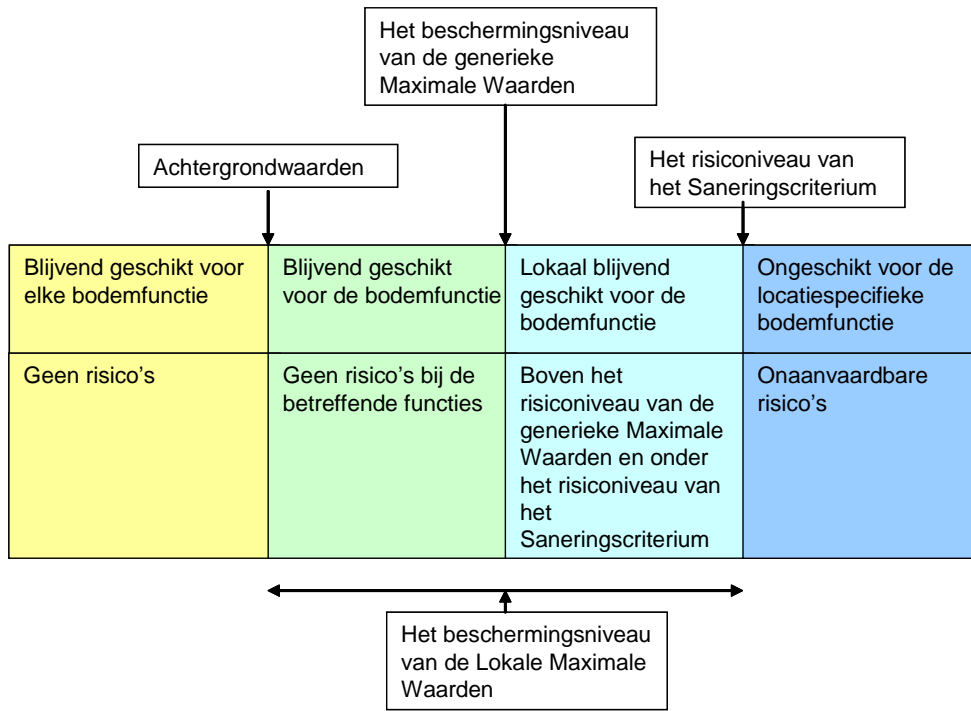 Het beschermingsniveau
van de generieke
Maximale Waarden
Achtergrondwaarden
Het risiconiveau van
het Saneringscriterium
Blijvend geschikt voor
elke bodemfunctie
Blijvend geschikt
voor de bodemfunctie
Lokaal blijvend
geschikt voor de
bodemfunctie
Ongeschikt voor de
locatiespecifieke
bodemfunctie
Geen risico's
Geen risico's bij de
betreffende functies
Boven het
risiconiveau van de
generieke Maximale
Waarden en onder
het risiconiveau van
het
Saneringscriterium
Onaanvaardbare
risico's
Het beschermingsniveau
van de Lokale Maximale
Waarden